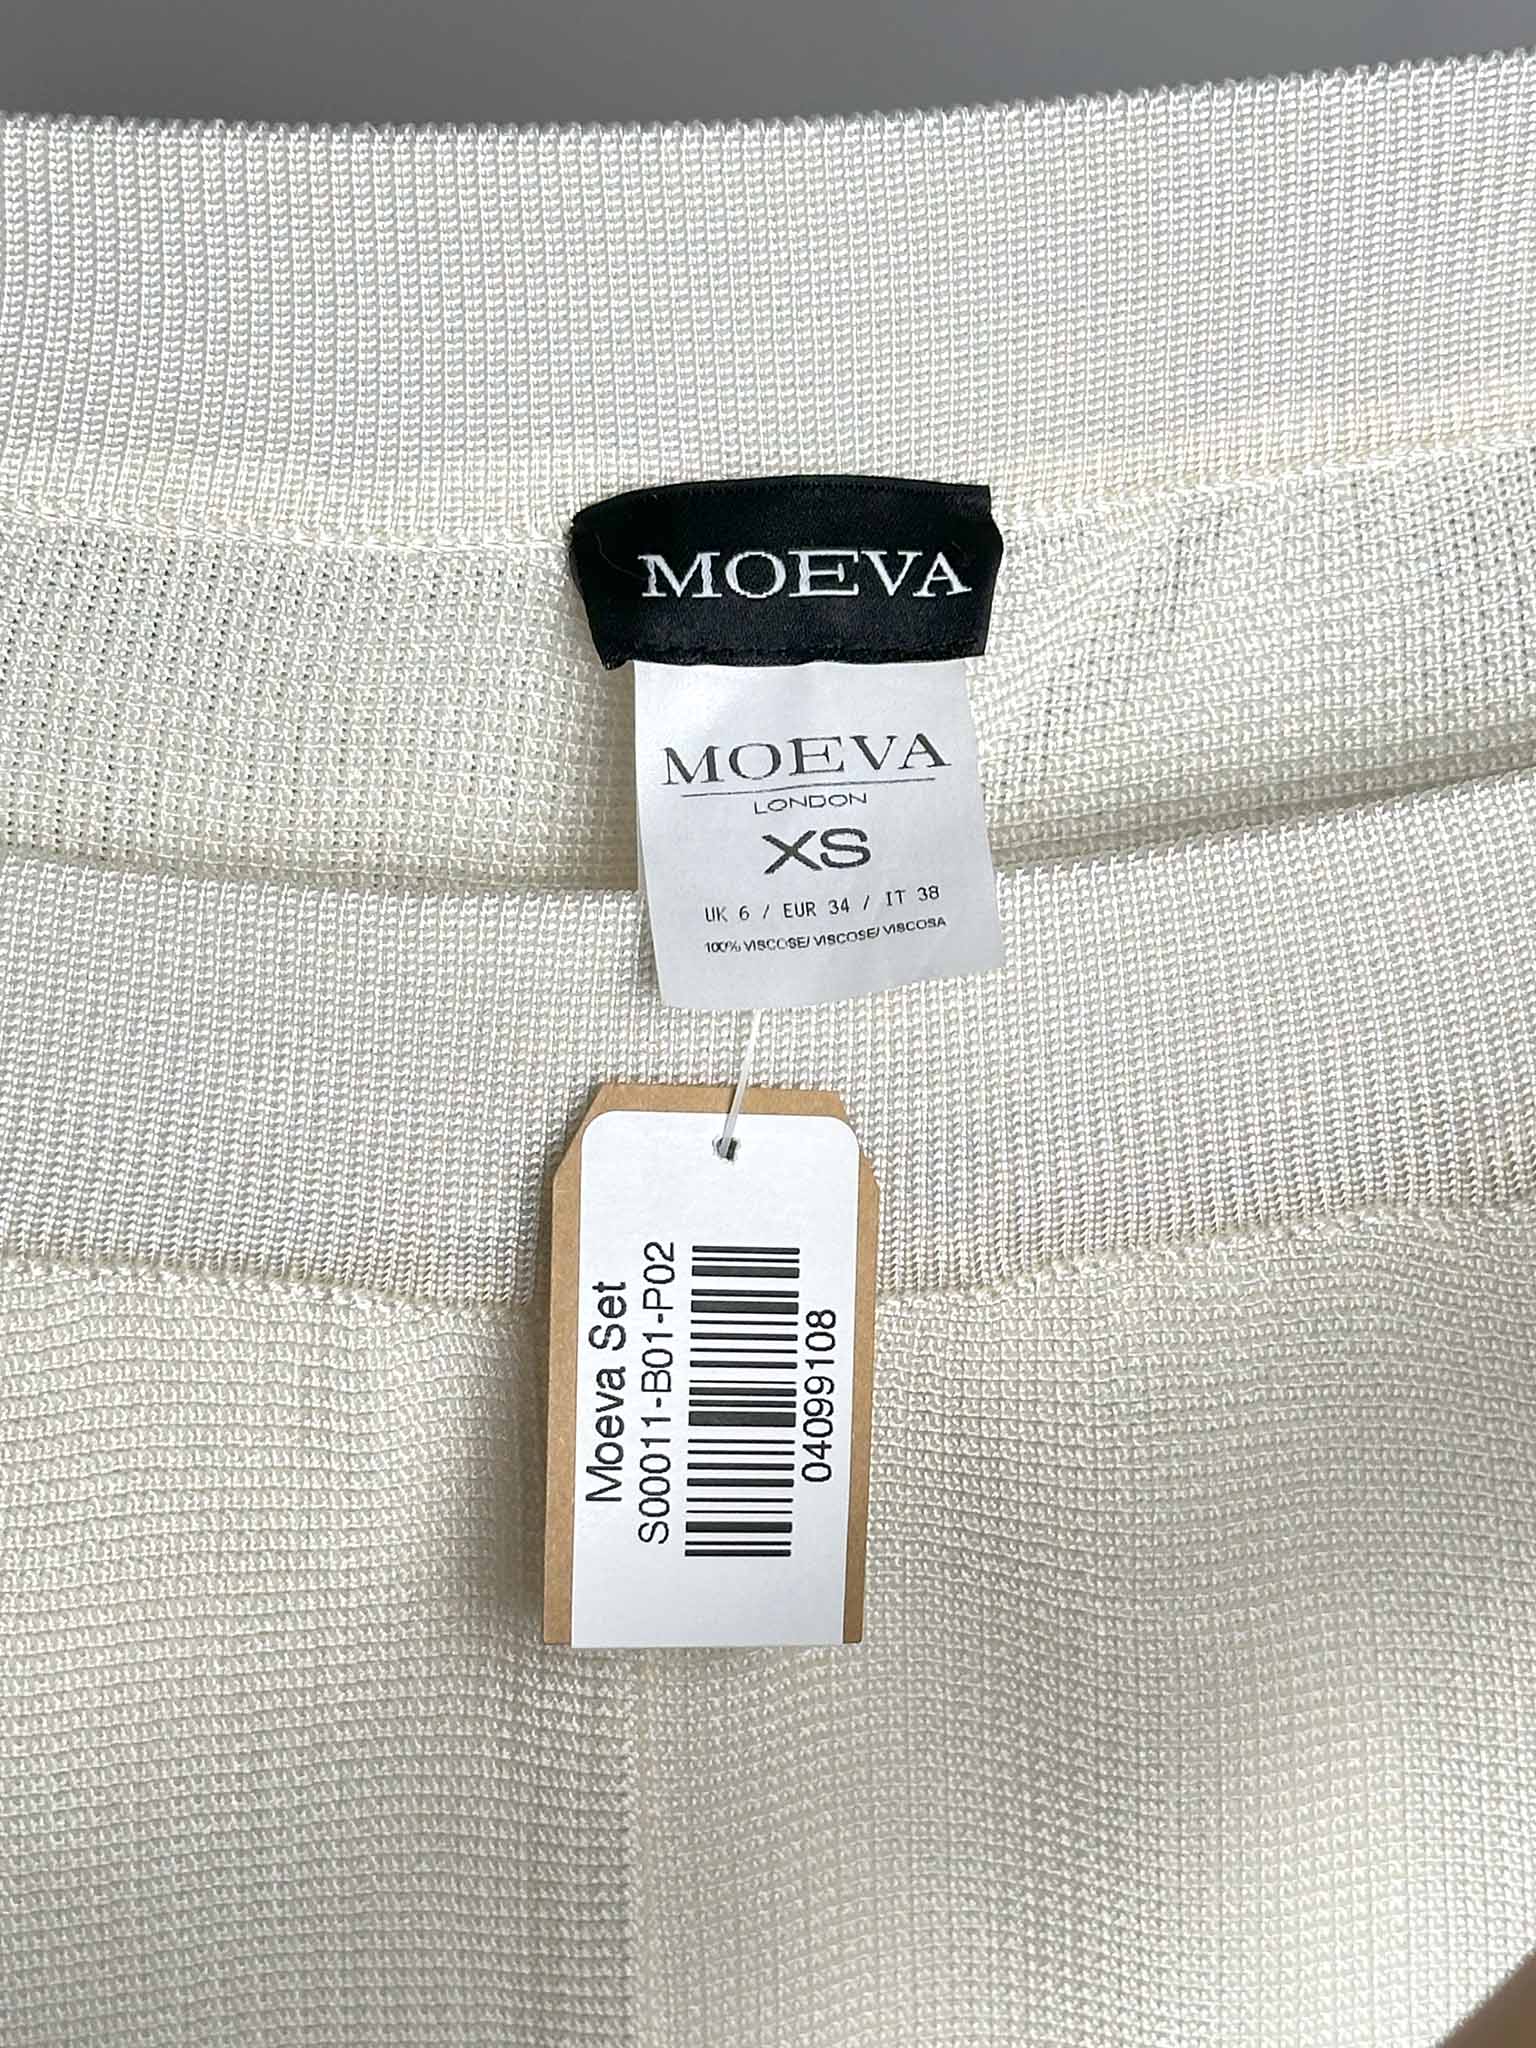 MOEVA
MOEVA
LONDON
XS
UK 6 / EUR 34 / IT 38
100% VISCOSE/ VISCOSE/ VISCOSA
Moeva Set
S00011-B01-P02
04099108